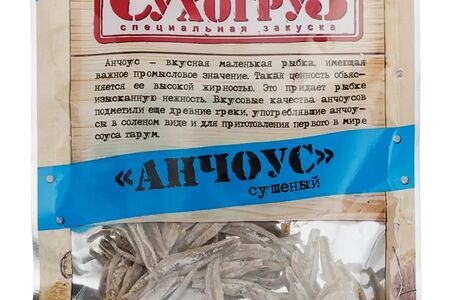 СУХОГРУЗ
специальная закуска
Анчоус – вкусная маленькая рыбка, имеющая
важное промысловое значение. Такая ценность объяс-
няется ее высокой жирностью. Это придает рыбке
изысканную нежность. Вкусовые качества анчоусов
подметили еще древние греки, употреблявшие анчоу-
сы в соленом виде и для приготовления первого в мире
соуса гарум.
«АНЧОУС»
сушеный